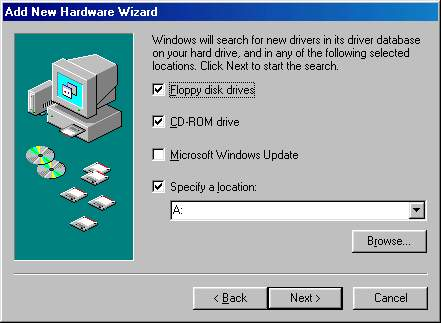 Add New Hardware Wizard
Windows will search for new drivers in its driver database
on your hard drive, and in any of the following selected
locations. Click Next to start the search.
Floppy disk drives
CD-ROM drive
Microsoft Windows Update
Specify a location:
A:
Browse...
< Back
Next >
Cancel